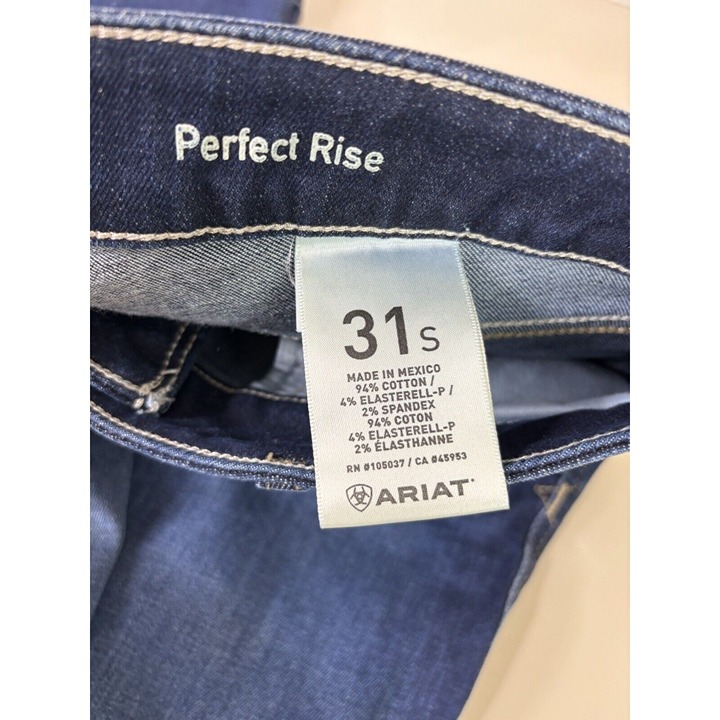 Perfect Rise
31 S
MADE IN MEXICO
94% COTTON /
4% ELASTERELL-P /
2% SPANDEX
94% COTON
4% ELASTERELL-P
2% ÉLASTHANNE
RN #105037 / CA #45953
ARIAT